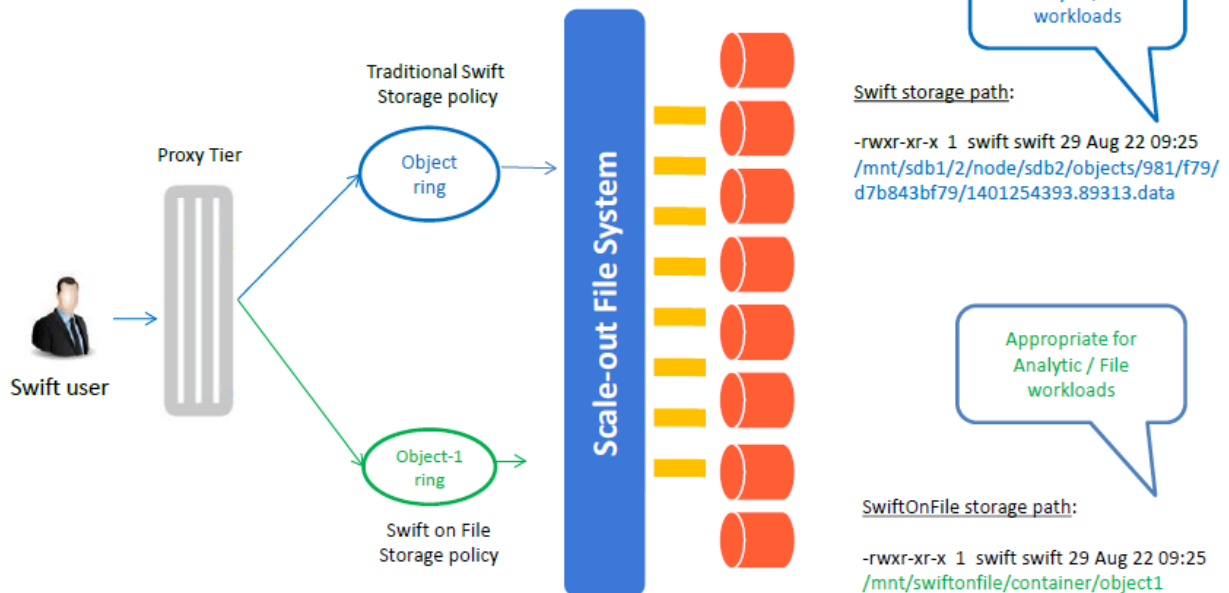 workloads
Traditional Swift
Storage policy
Swift storage path:
-rwxr-xr-x 1 swift swift 29 Aug 22 09:25
/mnt/sdb1/2/node/sdb2/objects/981/f79/
d7b843bf79/1401254393.89313.data
Proxy Tier
Object
ring
Scale-out File System
Swift user
Appropriate for
Analytic / File
workloads
Object-1
ring
Swift on File
Storage policy
SwiftOnFile storage path:
-rwxr-xr-x 1 swift swift 29 Aug 22 09:25
/mnt/swiftonfile/container/object1